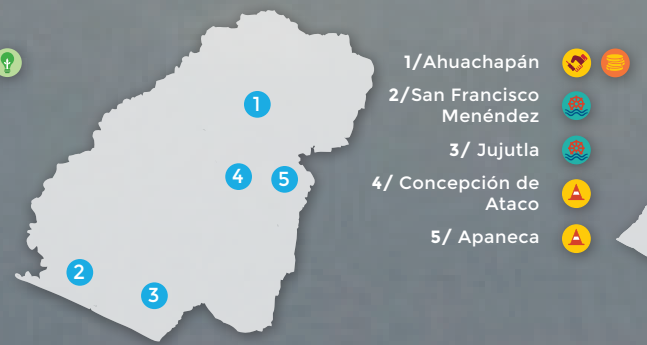 1
4
5
2
3
1/Ahuachapán
2/San Francisco
Menéndez
3/ Jujutla
4/ Concepción de
Ataco
5/ Apaneca